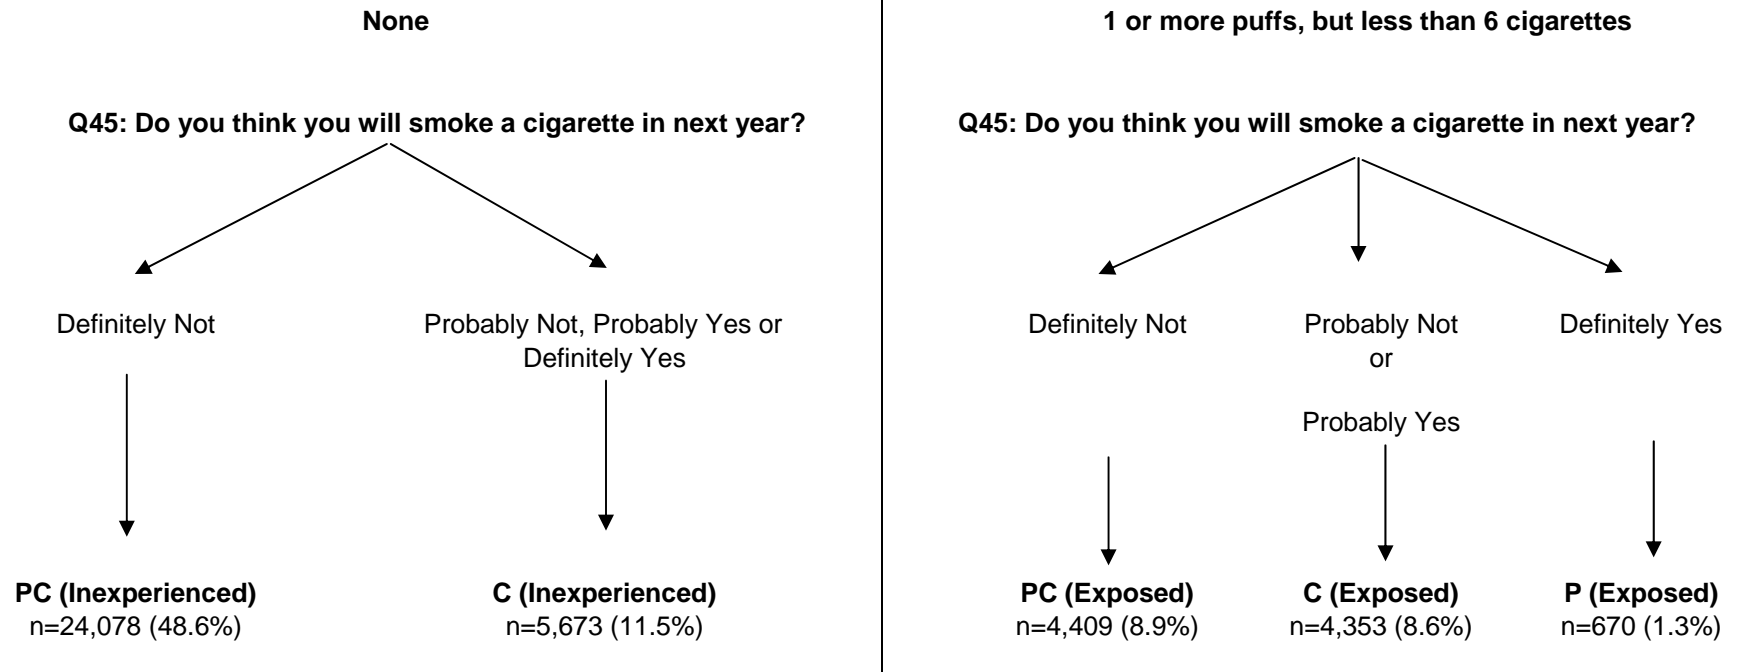 None
Q45: Do you think you will smoke a cigarette in next year?
Definitely Not
Probably Not, Probably Yes or
Definitely Yes
PC (Inexperienced)
n=24,078 (48.6%)
C (Inexperienced)
n=5,673 (11.5%)
1 or more puffs, but less than 6 cigarettes
Q45: Do you think you will smoke a cigarette in next year?
Definitely Not
Probably Not
or
Probably Yes
Definitely Yes
PC (Exposed)
n=4,409 (8.9%)
C (Exposed)
n=4,353 (8.6%)
P (Exposed)
n=670 (1.3%)